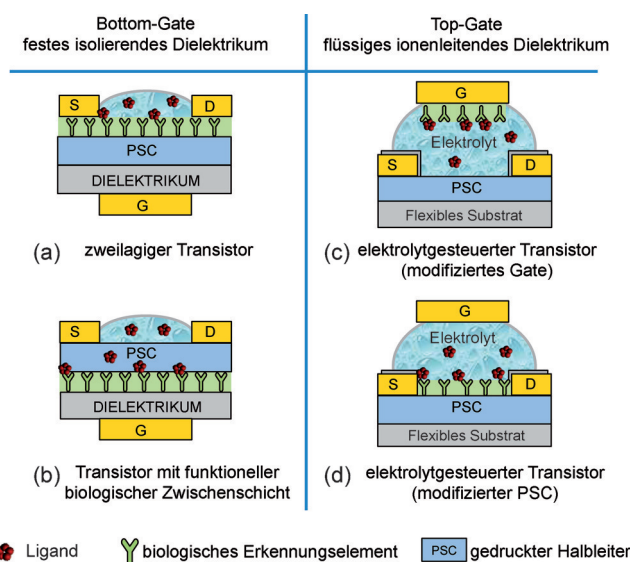 Bottom-Gate
festes isolierendes Dielektrikum
Top-Gate
flüssiges ionenleitendes Dielektrikum
S
D
PSC
DIELEKTRIKUM
G
(a) zweilagiger Transistor
G
Elektrolyt
S
D
PSC
Flexibles Substrat
(c) elektrolytgesteuerter Transistor
(modifiziertes Gate)
S
D
PSC
DIELEKTRIKUM
G
(b) Transistor mit funktioneller
biologischer Zwischenschicht
G
Elektrolyt
S
D
PSC
Flexibles Substrat
(d) elektrolytgesteuerter Transistor
(modifizierter PSC)
Ligand
biologisches Erkennungselement
PSC gedruckter Halbleiter